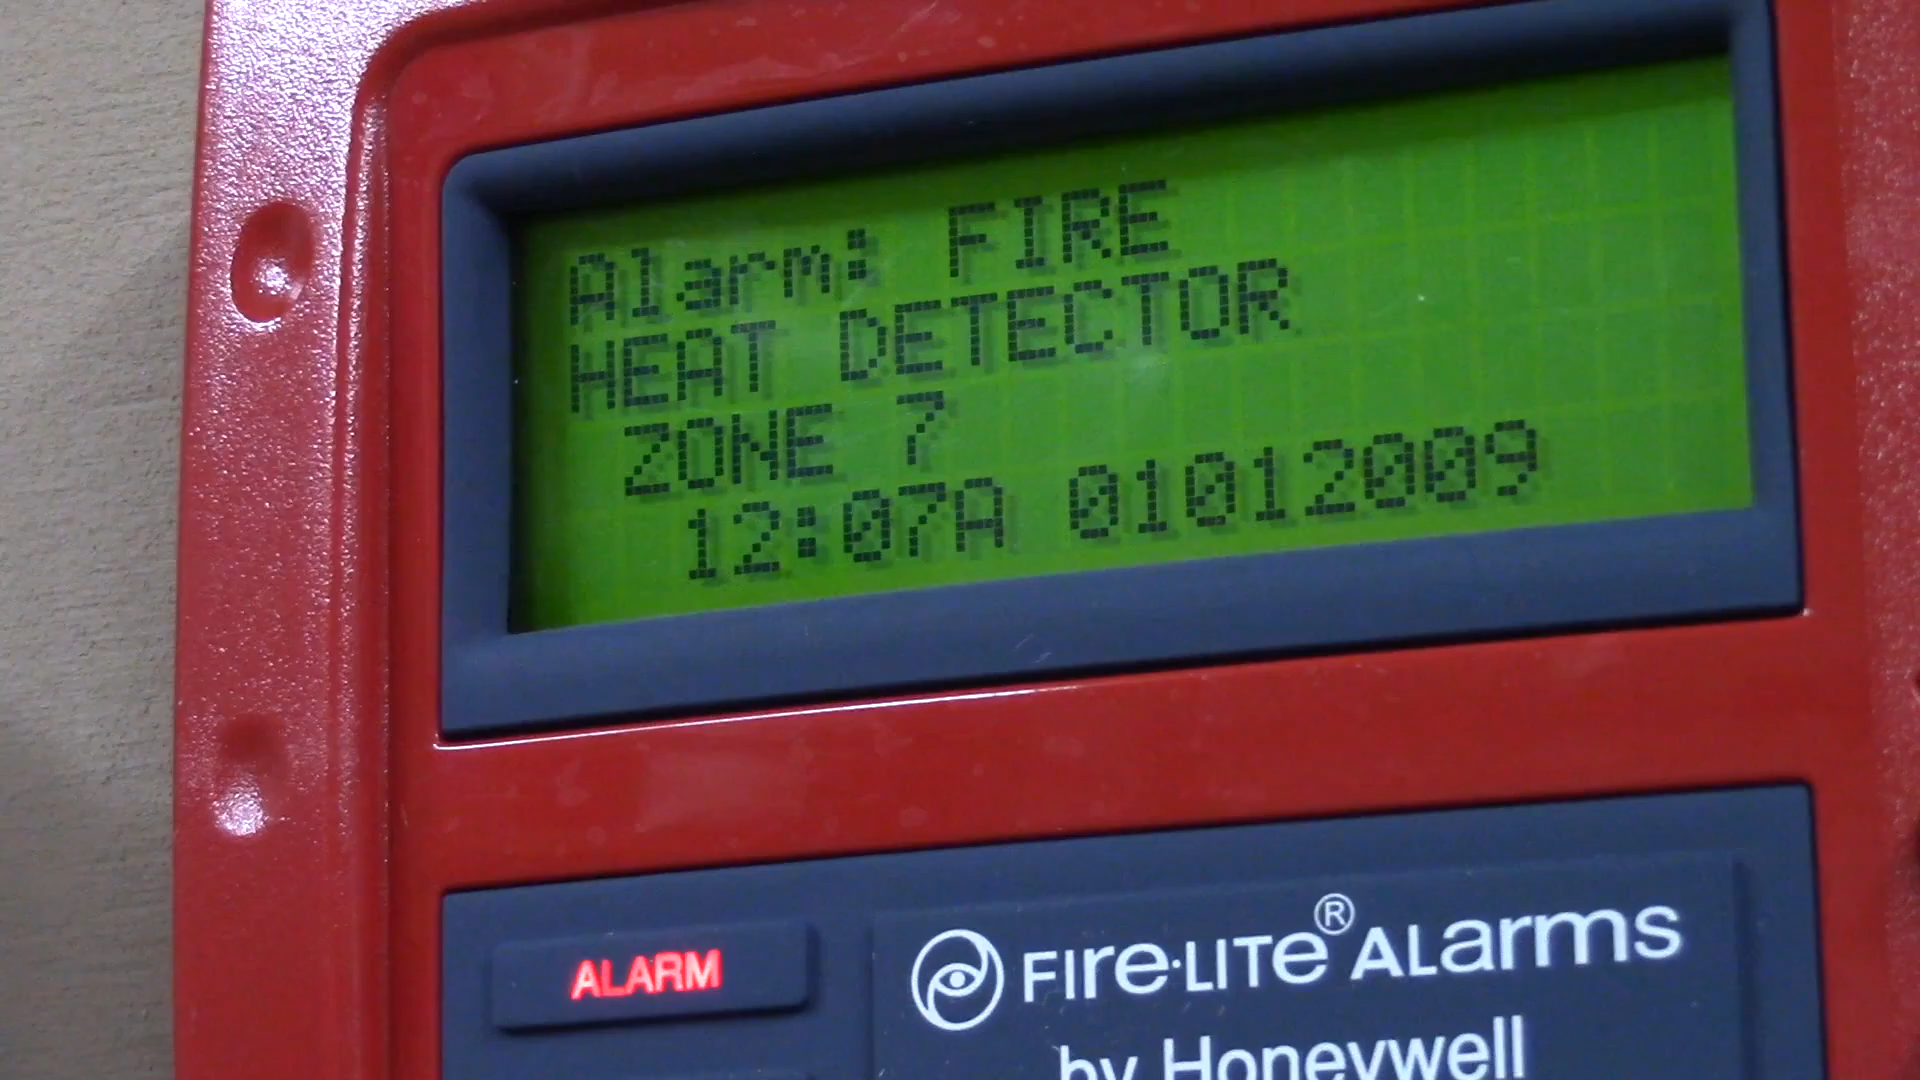 Alarm: FIRE
HEAT DETECTOR
ZONE 7
12:07A 01012009
ALARM
FIre·LITe® ALarms
by Honeywell